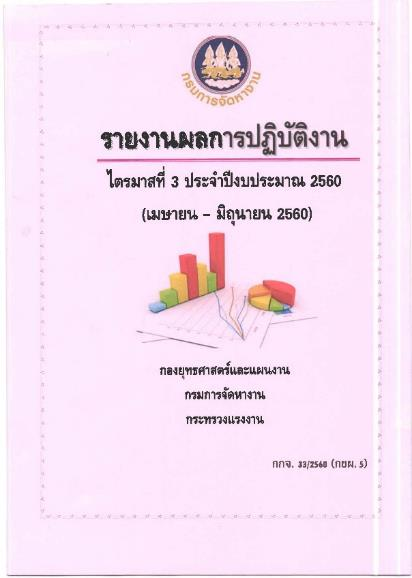 กรมการจัดหางาน
รายงานผลการปฏิบัติงาน
ไตรมาสที่ 3 ประจำปีงบประมาณ 2560
(เมษายน – มิถุนายน 2560)
กองยุทธศาสตร์และแผนงาน
กรมการจัดหางาน
กระทรวงแรงงาน
กกจ. 33/2560 (กยผ. 5)